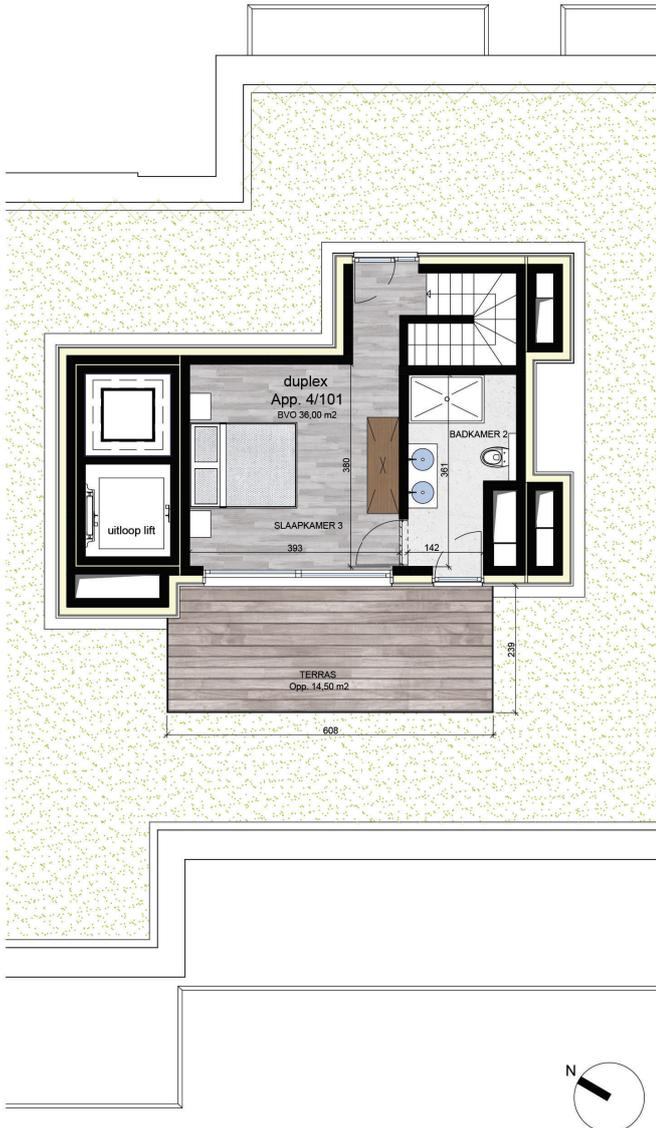 duplex
App. 4/101
BVO 36,00 m2
BADKAMER 2
380
361
SLAAPKAMER 3
uitloop lift
393
142
239
TERRAS
Opp. 14,50 m2
608
N